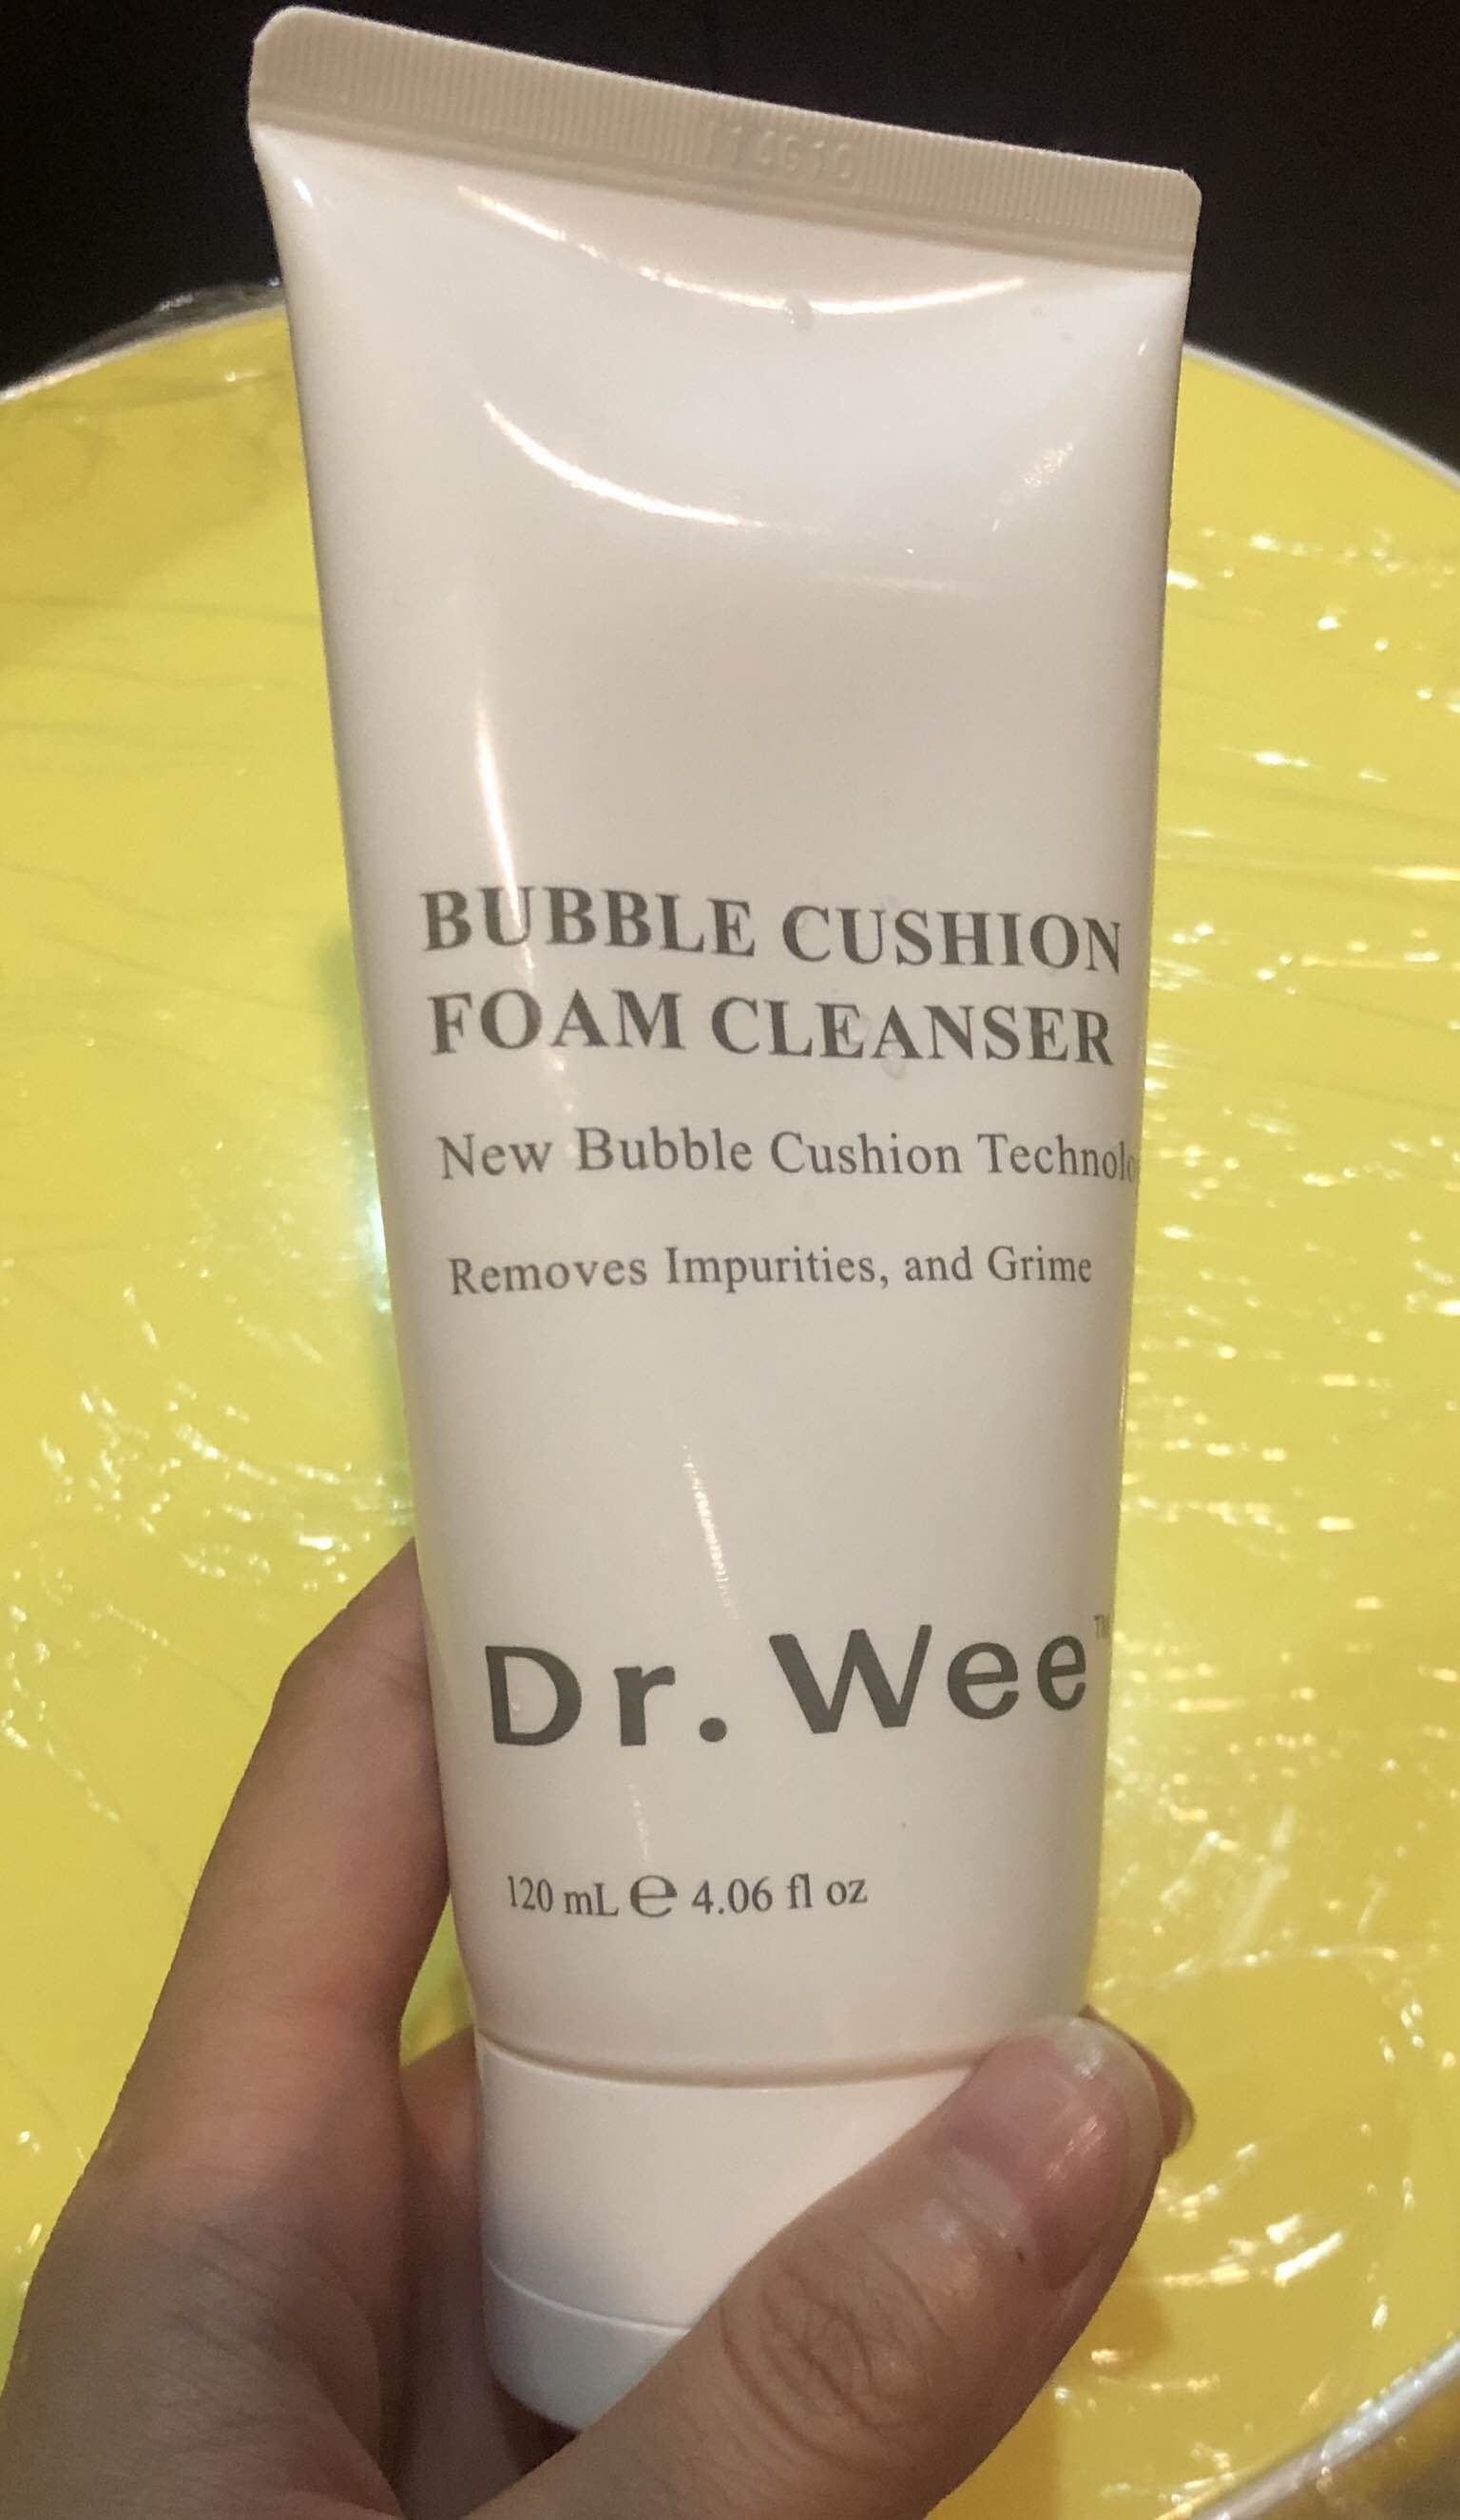 BUBBLE CUSHION
FOAM CLEANSER
New Bubble Cushion Technolo
Removes Impurities, and Grime
Dr. Wee™
120 mL ℮ 4.06 fl oz